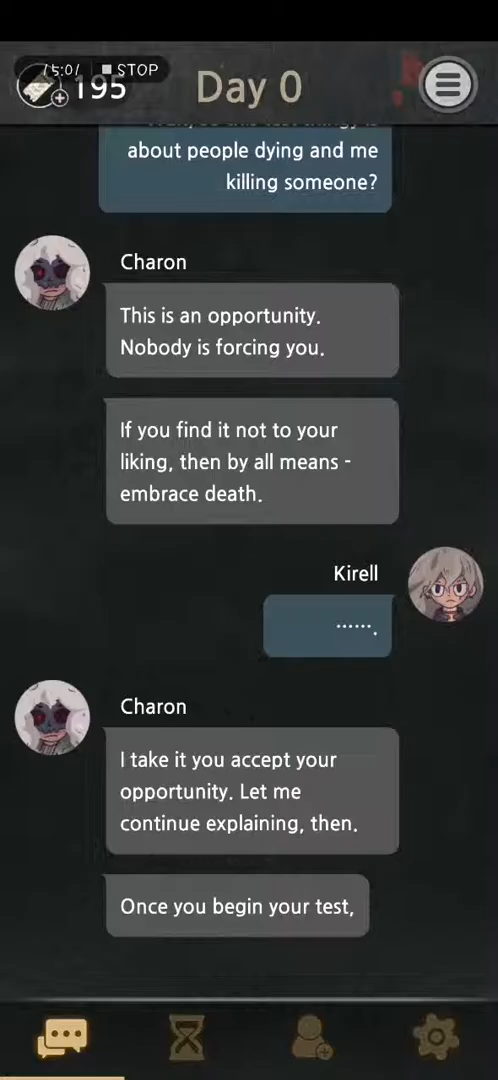 STOP
195
Day 0
about people dying and me
killing someone?
Charon
This is an opportunity.
Nobody is forcing you.
If you find it not to your
liking, then by all means -
embrace death.
Kirell
.......
Charon
I take it you accept your
opportunity. Let me
continue explaining, then.
Once you begin your test,